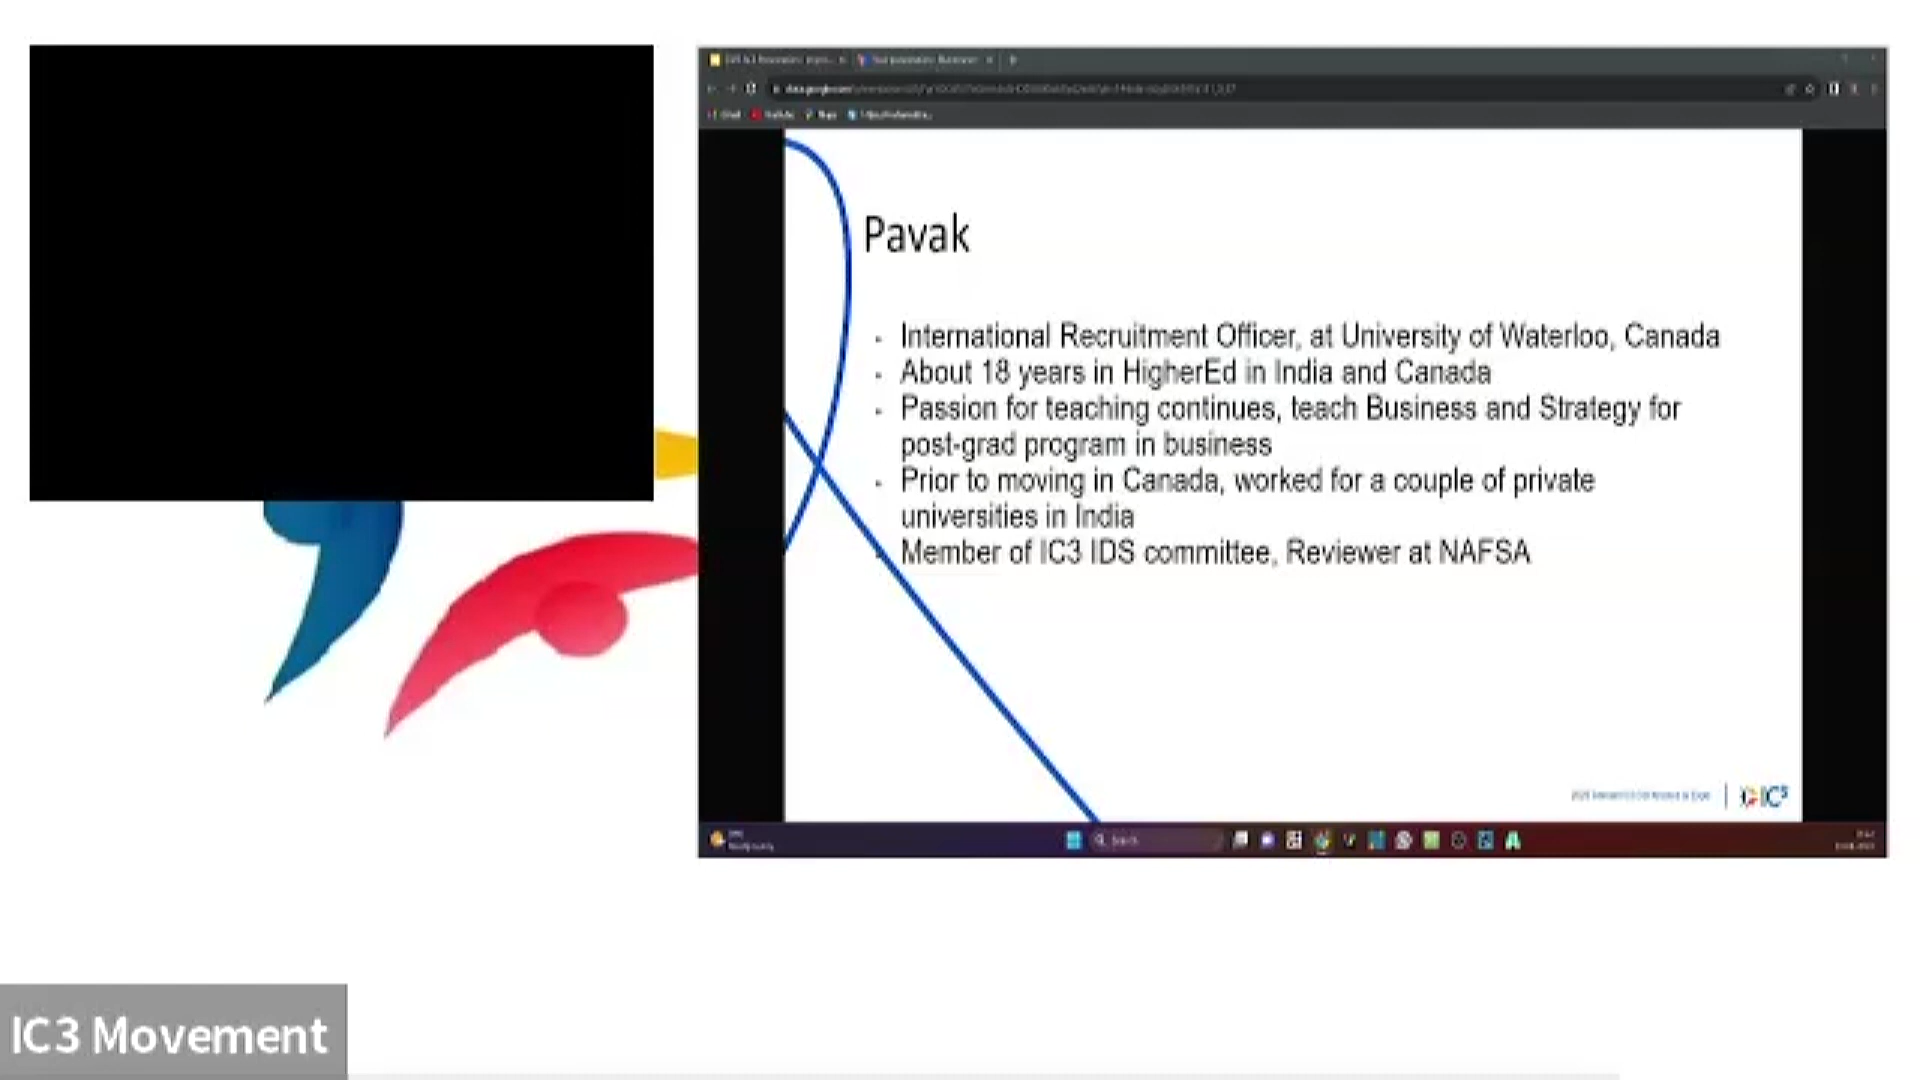 Pavak
International Recruitment Officer, at University of Waterloo, Canada
About 18 years in HigherEd in India and Canada
Passion for teaching continues, teach Business and Strategy for
post-grad program in business
Prior to moving in Canada, worked for a couple of private
universities in India
Member of IC3 IDS committee, Reviewer at NAFSA
IC3
Search
IC3 Movement